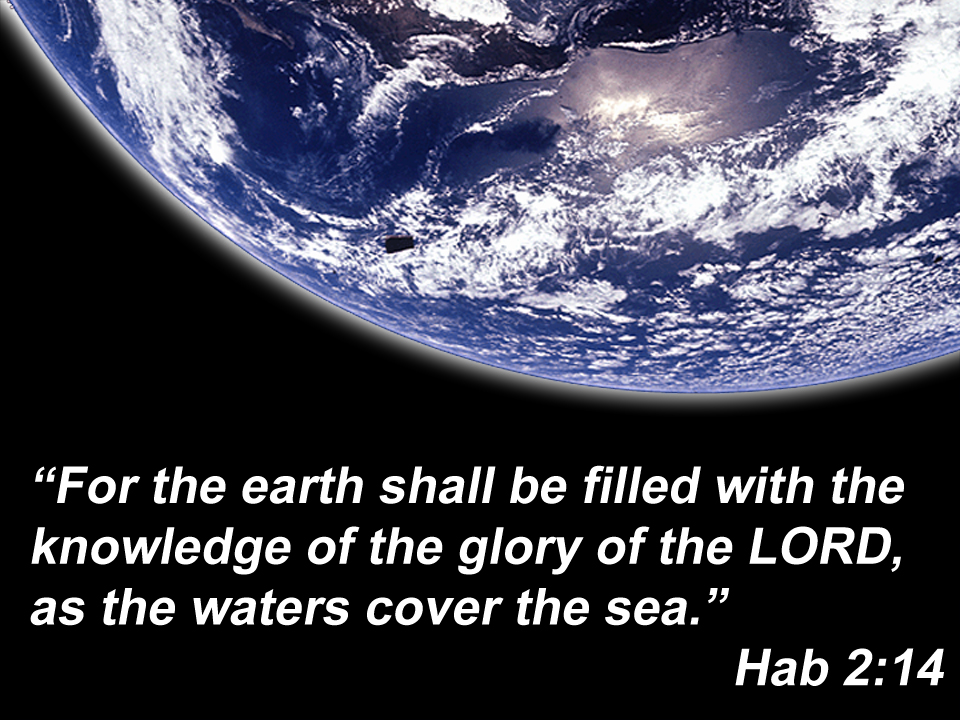 “For the earth shall be filled with the
knowledge of the glory of the LORD,
as the waters cover the sea.”
Hab 2:14